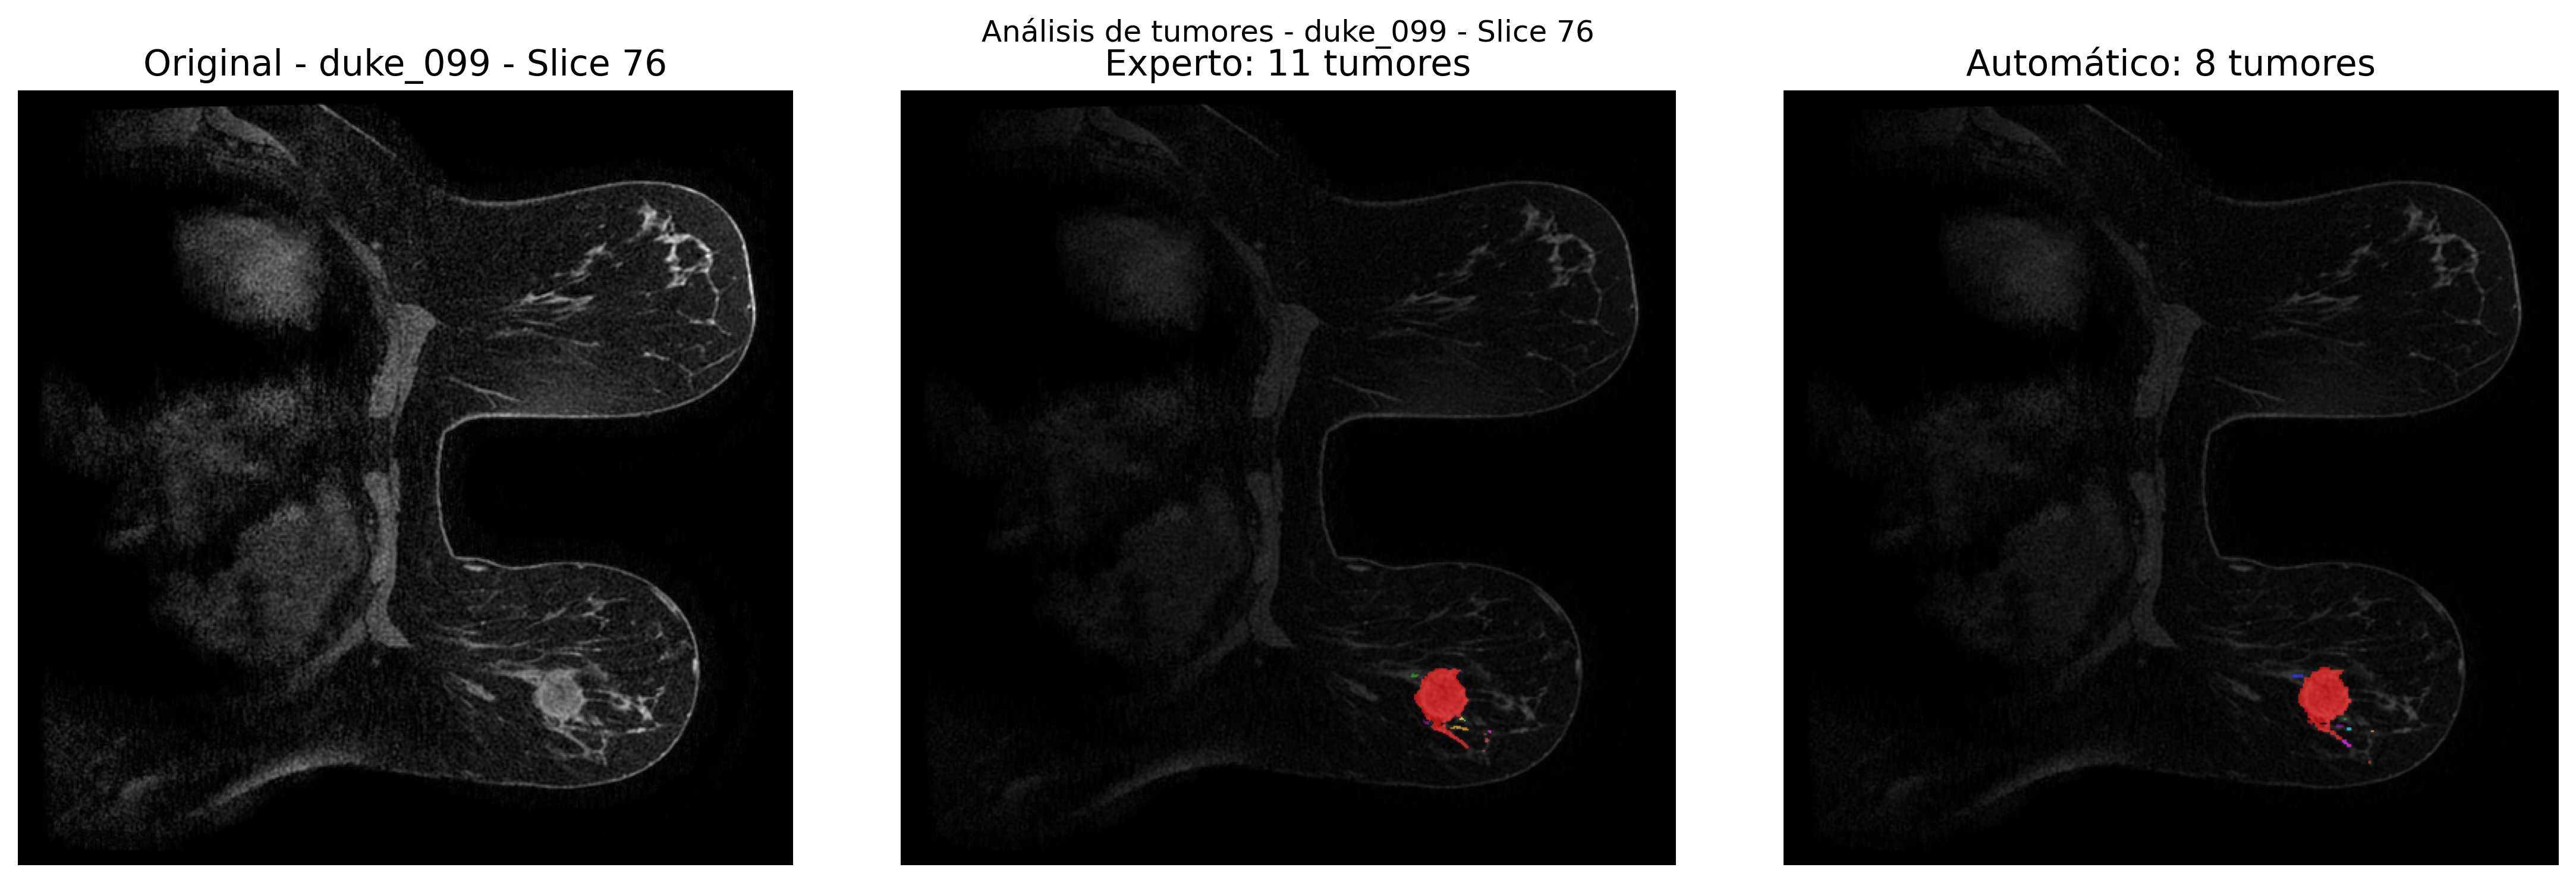 Análisis de tumores - duke_099 - Slice 76
Original - duke_099 - Slice 76
Experto: 11 tumores
Automático: 8 tumores